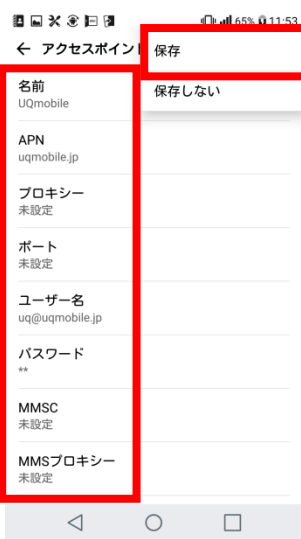 65% 11:53
アクセスポイン
保存
保存しない
名前
UQmobile
APN
uqmobile.jp
プロキシー
未設定
ポート
未設定
ユーザー名
uq@uqmobile.jp
パスワード
**
MMSC
未設定
MMSプロキシー
未設定